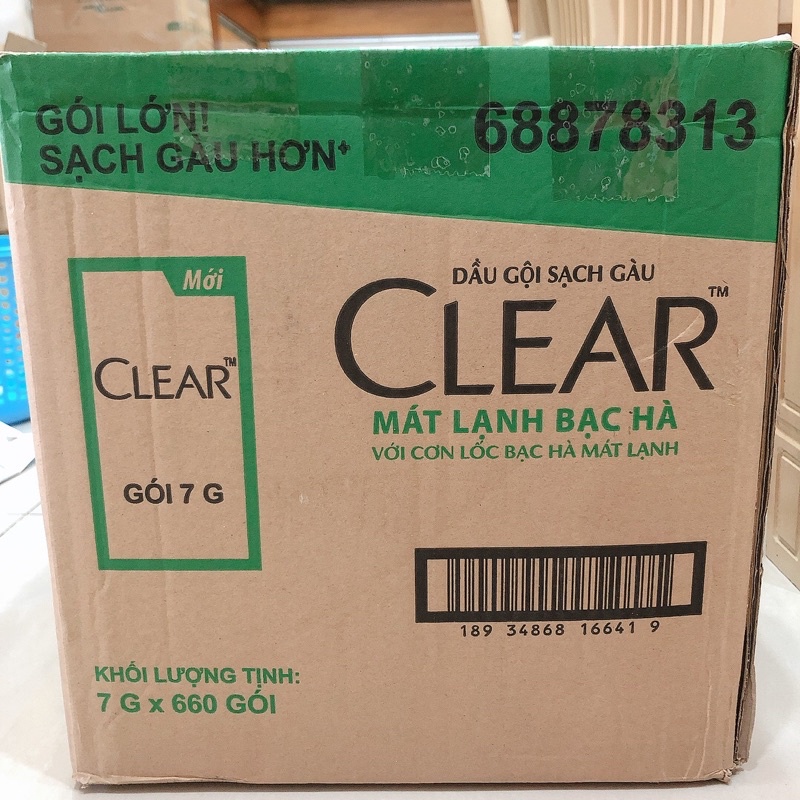 GÓI LỚN!
SẠCH GÀU HƠN+
68878313
Mới
CLEAR™
GÓI 7 G
DẦU GỘI SẠCH GÀU
CLEAR™
MÁT LẠNH BẠC HÀ
VỚI CƠN LỐC BẠC HÀ MÁT LẠNH
189 34868 16641 9
KHỐI LƯỢNG TỊNH:
7 G x 660 GÓI